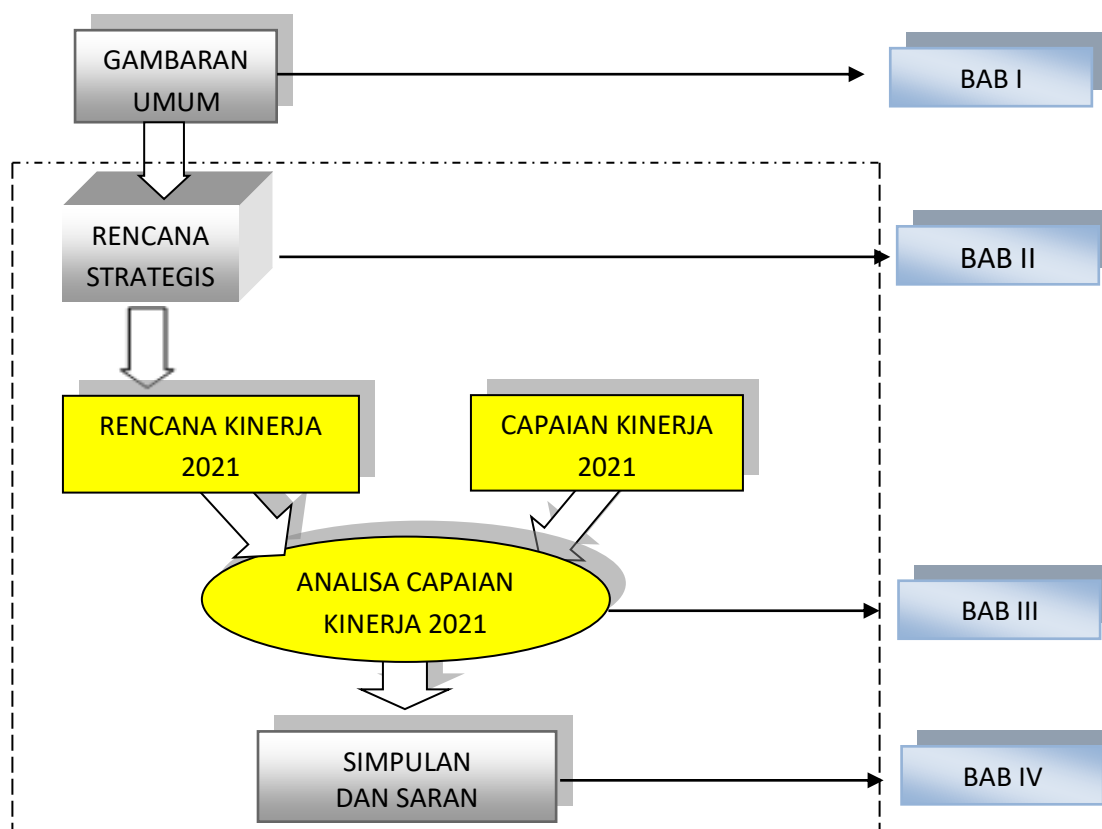 GAMBARAN
UMUM
BAB I
RENCANA
STRATEGIS
BAB II
RENCANA KINERJA
2021
CAPAIAN KINERJA
2021
ANALISA CAPAIAN
KINERJA 2021
BAB III
SIMPULAN
DAN SARAN
BAB IV